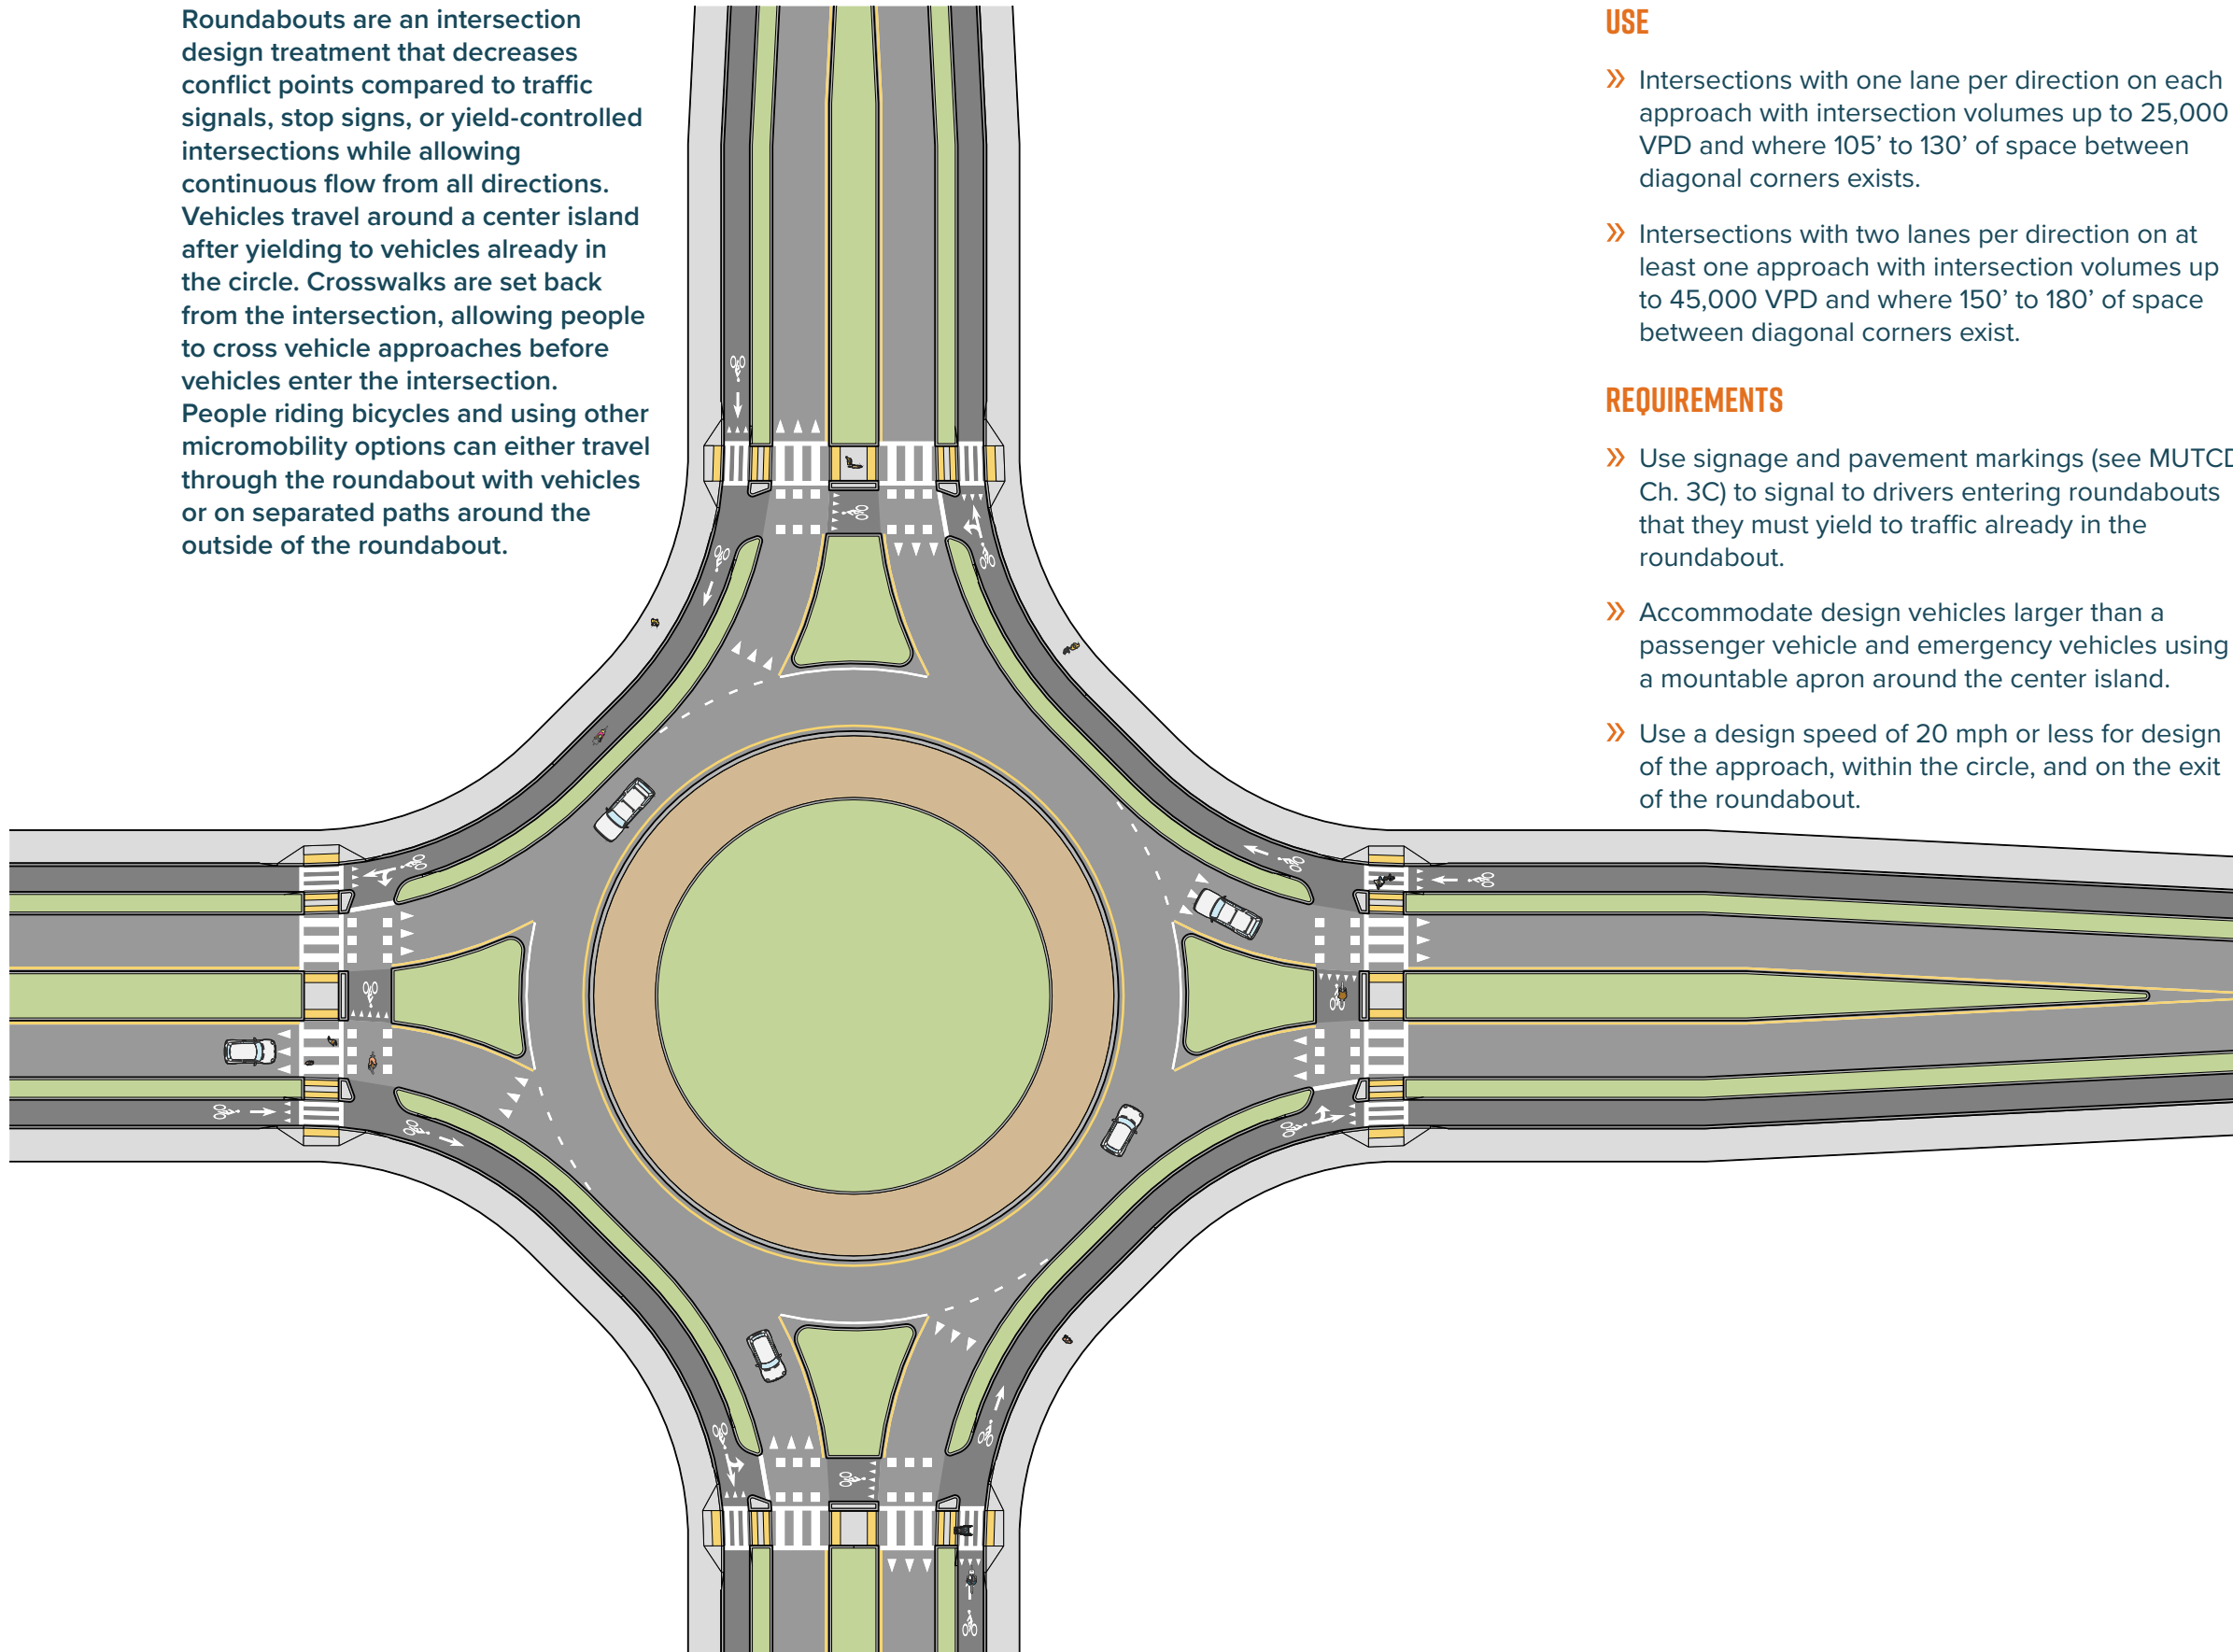 Roundabouts are an intersection
design treatment that decreases
conflict points compared to traffic
signals, stop signs, or yield-controlled
intersections while allowing
continuous flow from all directions.
Vehicles travel around a center island
after yielding to vehicles already in
the circle. Crosswalks are set back
from the intersection, allowing people
to cross vehicle approaches before
vehicles enter the intersection.
People riding bicycles and using other
micromobility options can either travel
through the roundabout with vehicles
or on separated paths around the
outside of the roundabout.
USE
» Intersections with one lane per direction on each
approach with intersection volumes up to 25,000
VPD and where 105’ to 130’ of space between
diagonal corners exists.
» Intersections with two lanes per direction on at
least one approach with intersection volumes up
to 45,000 VPD and where 150’ to 180’ of space
between diagonal corners exist.
REQUIREMENTS
» Use signage and pavement markings (see MUTCD
Ch. 3C) to signal to drivers entering roundabouts
that they must yield to traffic already in the
roundabout.
» Accommodate design vehicles larger than a
passenger vehicle and emergency vehicles using
a mountable apron around the center island.
» Use a design speed of 20 mph or less for design
of the approach, within the circle, and on the exit
of the roundabout.